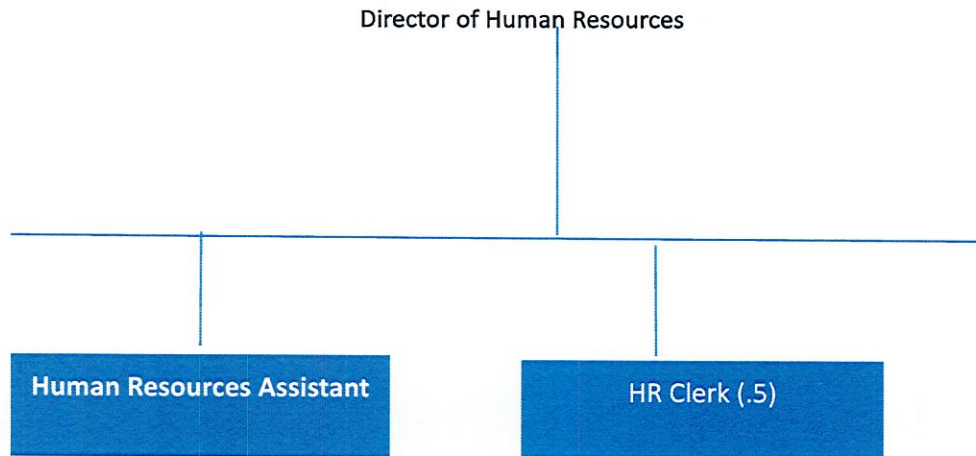 Director of Human Resources
Human Resources Assistant
HR Clerk (.5)